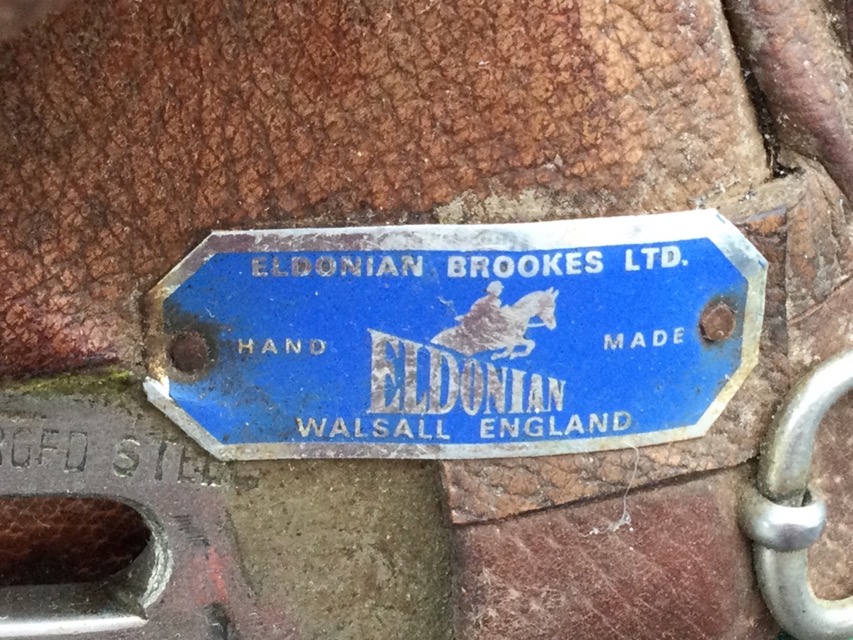 ELDONIAN BROOKES LTD.
HAND MADE
ELDONIAN
WALSALL ENGLAND